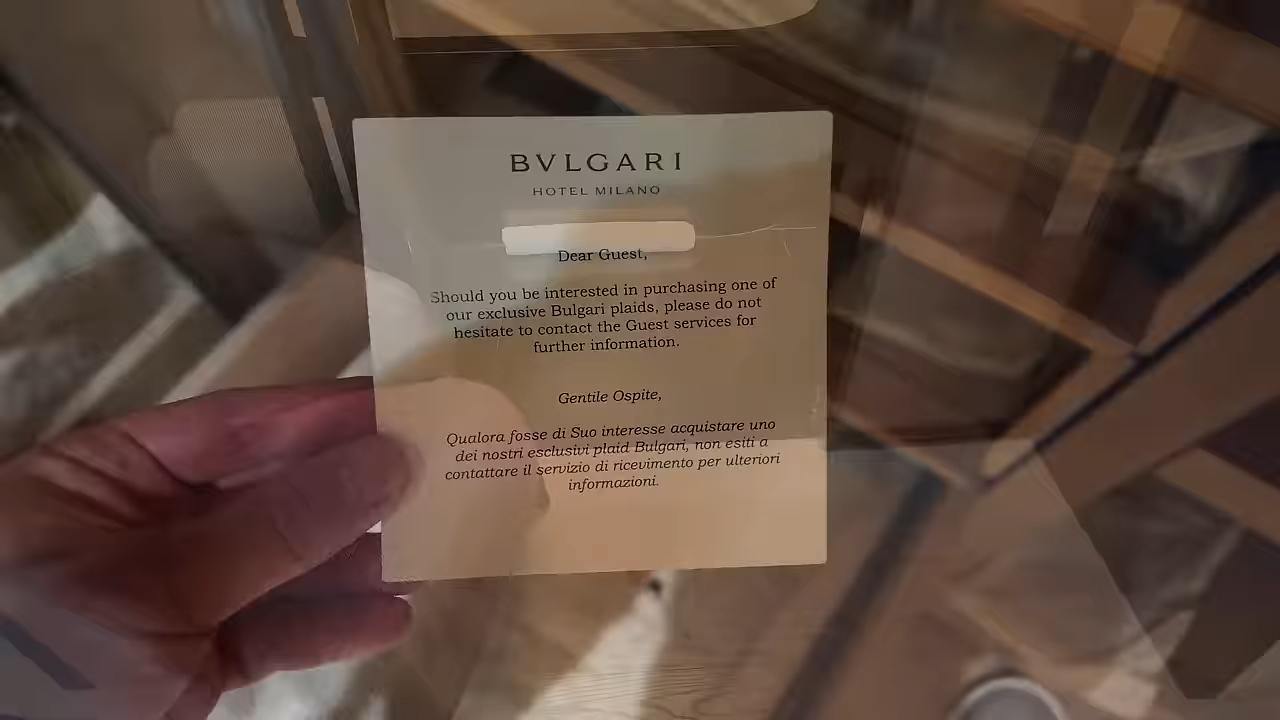 BVLGARI
HOTEL MILANO
Dear Guest,
Should you be interested in purchasing one of
our exclusive Bulgari plaids, please do not
hesitate to contact the Guest services for
further information.
Gentile Ospite,
Qualora fosse di Suo interesse acquistare uno
dei nostri esclusivi plaid Bulgari, non esiti a
contattare il servizio di ricevimento per ulteriori
informazioni.